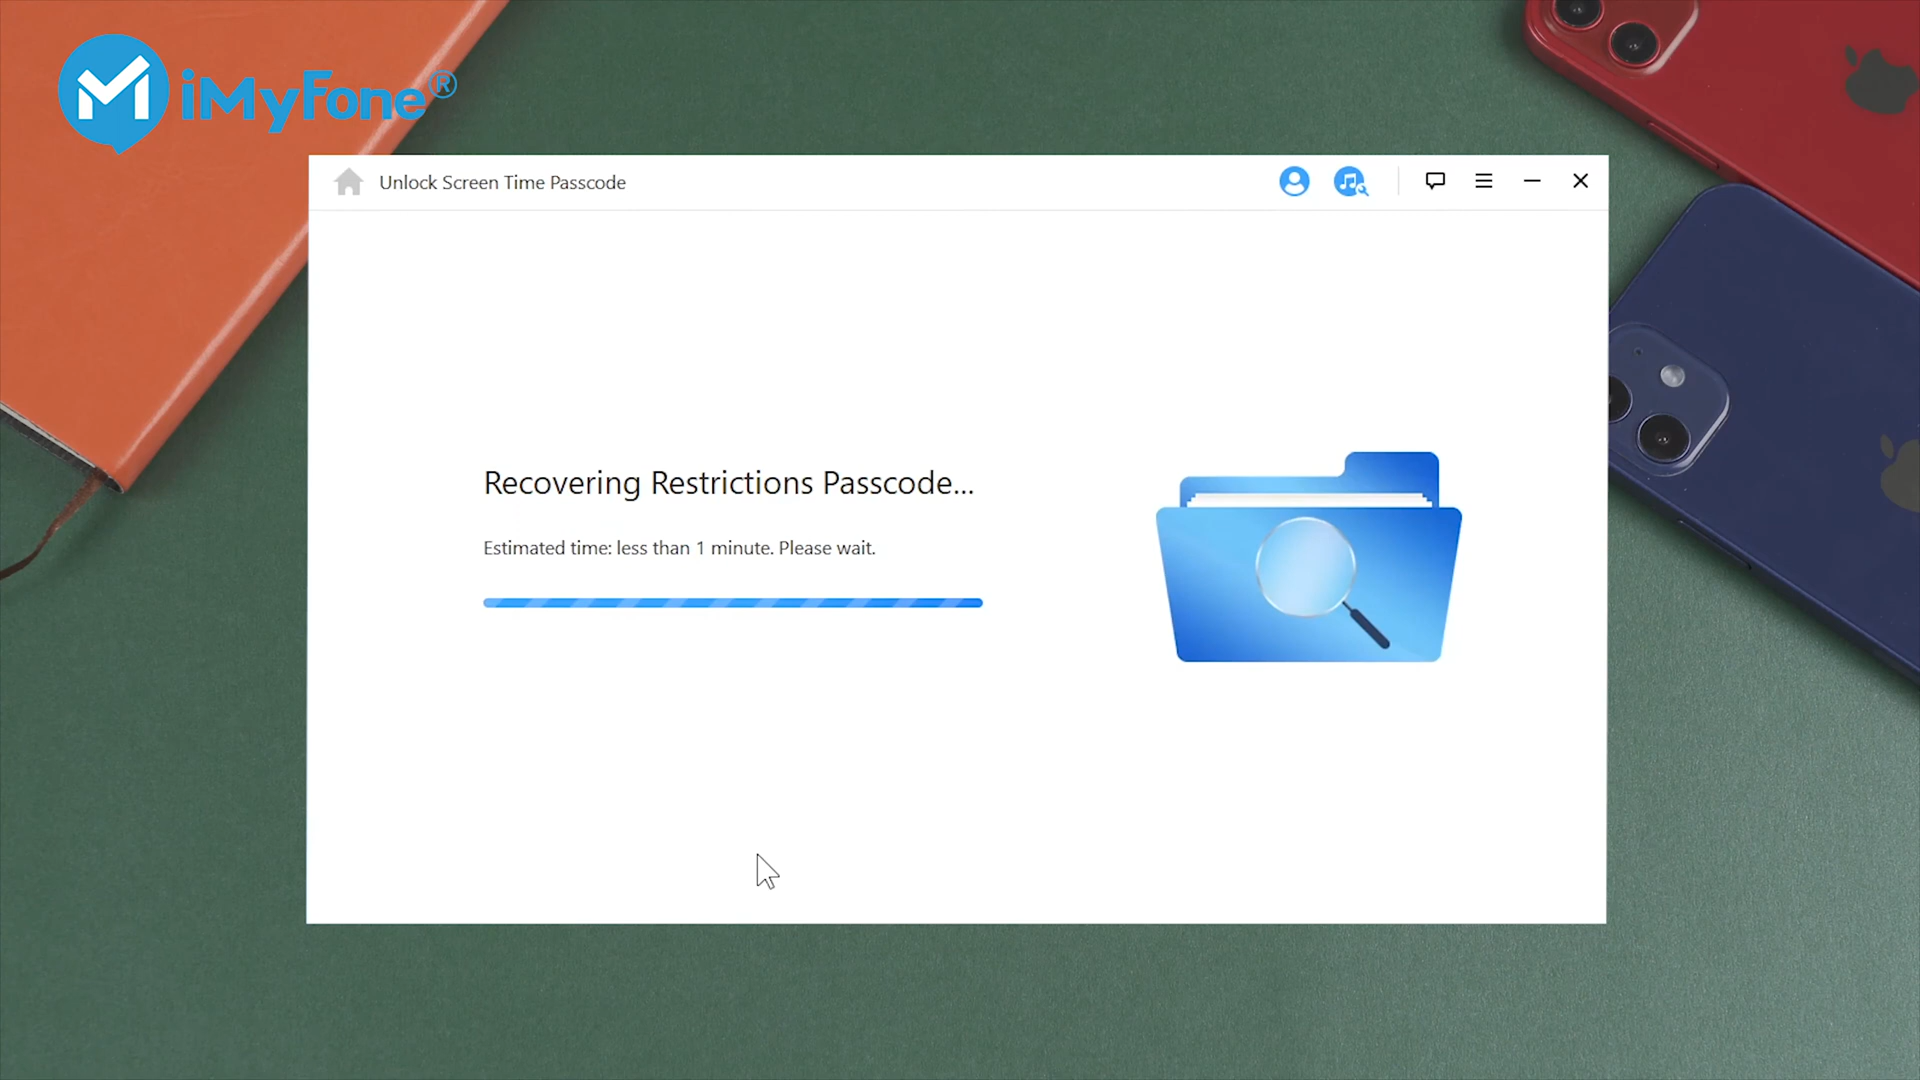 iMyFone®
Unlock Screen Time Passcode
Recovering Restrictions Passcode...
Estimated time: less than 1 minute. Please wait.